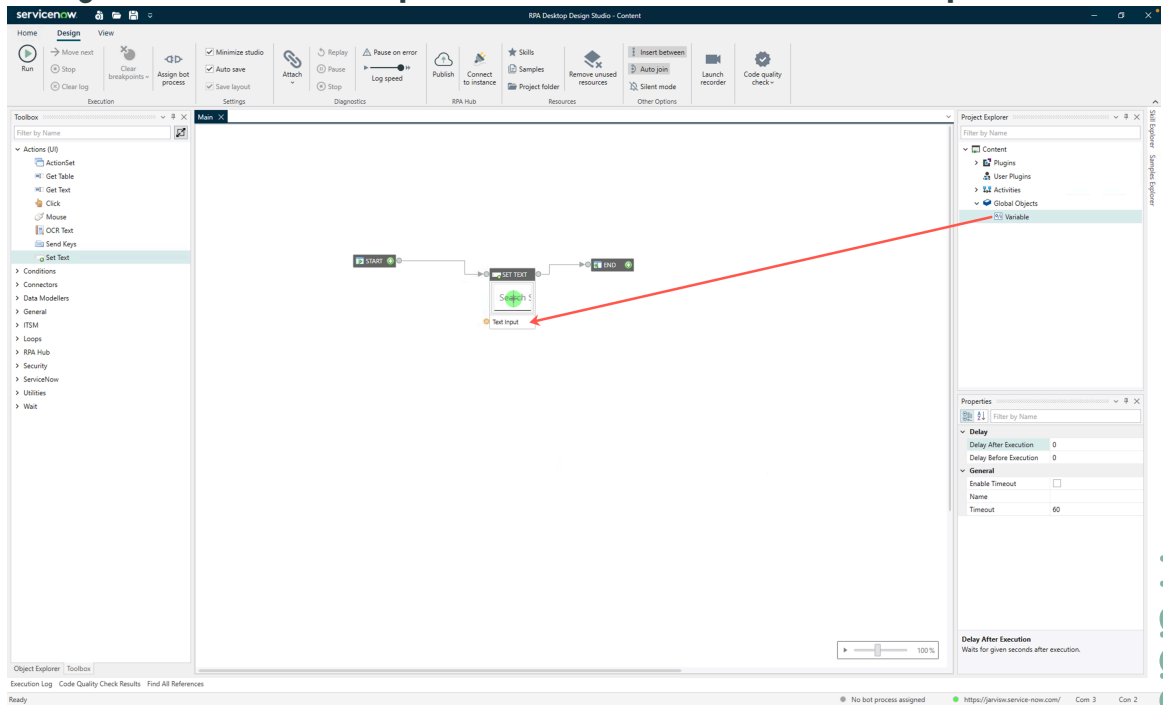 servicenow
RPA Desktop Design Studio - Content
Home Design View
Run
Move next
Stop
Clear log
Clear breakpoints
Assign bot process
Execution
Minimize studio
Auto save
Save layout
Settings
Attach
Replay
Pause
Stop
Pause on error
Log speed
Diagnostics
Publish
Connect to instance
RPA Hub
Skills
Samples
Project folder
Remove unused resources
Resources
Insert between
Auto join
Silent mode
Other Options
Launch recorder
Code quality check
Toolbox
Filter by Name
Actions (UI)
ActionSet
Get Table
Get Text
Click
Mouse
OCR Text
Send Keys
Set Text
Conditions
Connectors
Data Modellers
General
ITSM
Loops
RPA Hub
Security
ServiceNow
Utilities
Wait
Object Explorer Toolbox
Main
START
SET TEXT
Search S
Text Input
END
100%
Project Explorer
Filter by Name
Content
Plugins
User Plugins
Activities
Global Objects
Variable
Skill Explorer
Samples Explorer
Properties
Filter by Name
Delay
Delay After Execution 0
Delay Before Execution 0
General
Enable Timeout
Name
Timeout 60
Delay After Execution
Waits for given seconds after execution.
Execution Log Code Quality Check Results Find All References
Ready
No bot process assigned
https://jarvisw.service-now.com/ Com 3 Con 2